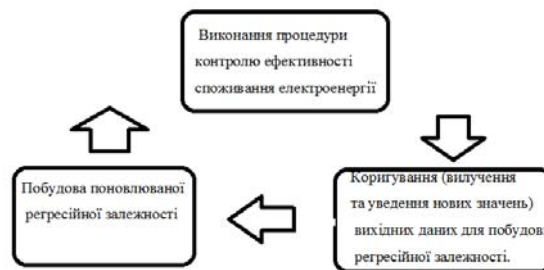 Виконання процедури
контролю ефективності
споживання електроенергії
Коригування (вилучення
та уведення нових значень)
вихідних даних для побудови
регресійної залежності.
Побудова поновлюваної
регресійної залежності